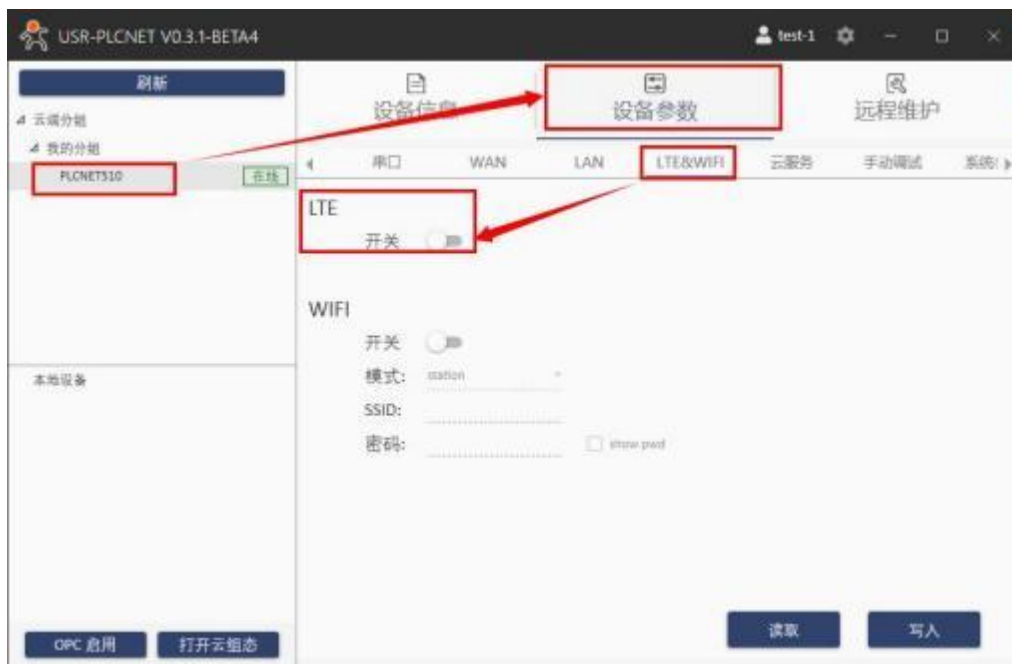 USR-PLCNET V0.3.1-BETA4
test-1
刷新
云端分组
我的分组
PLCNET510
在线
本地设备
OPC 启用
打开云组态
设备信息
设备参数
远程维护
串口
WAN
LAN
LTE&WIFI
云服务
手动调试
系统
LTE
开关
WIFI
开关
模式: station
SSID:
密码:
show pwd
读取
写入